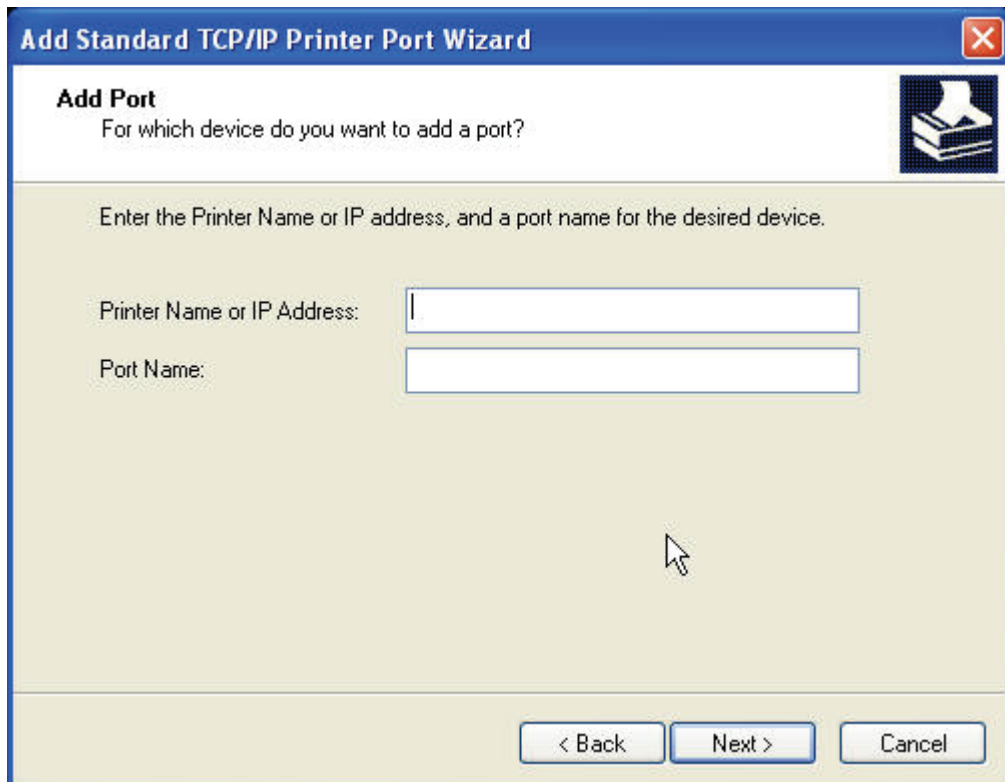 Add Standard TCP/IP Printer Port Wizard
Add Port
For which device do you want to add a port?
Enter the Printer Name or IP address, and a port name for the desired device.
Printer Name or IP Address:
Port Name:
< Back Next > Cancel